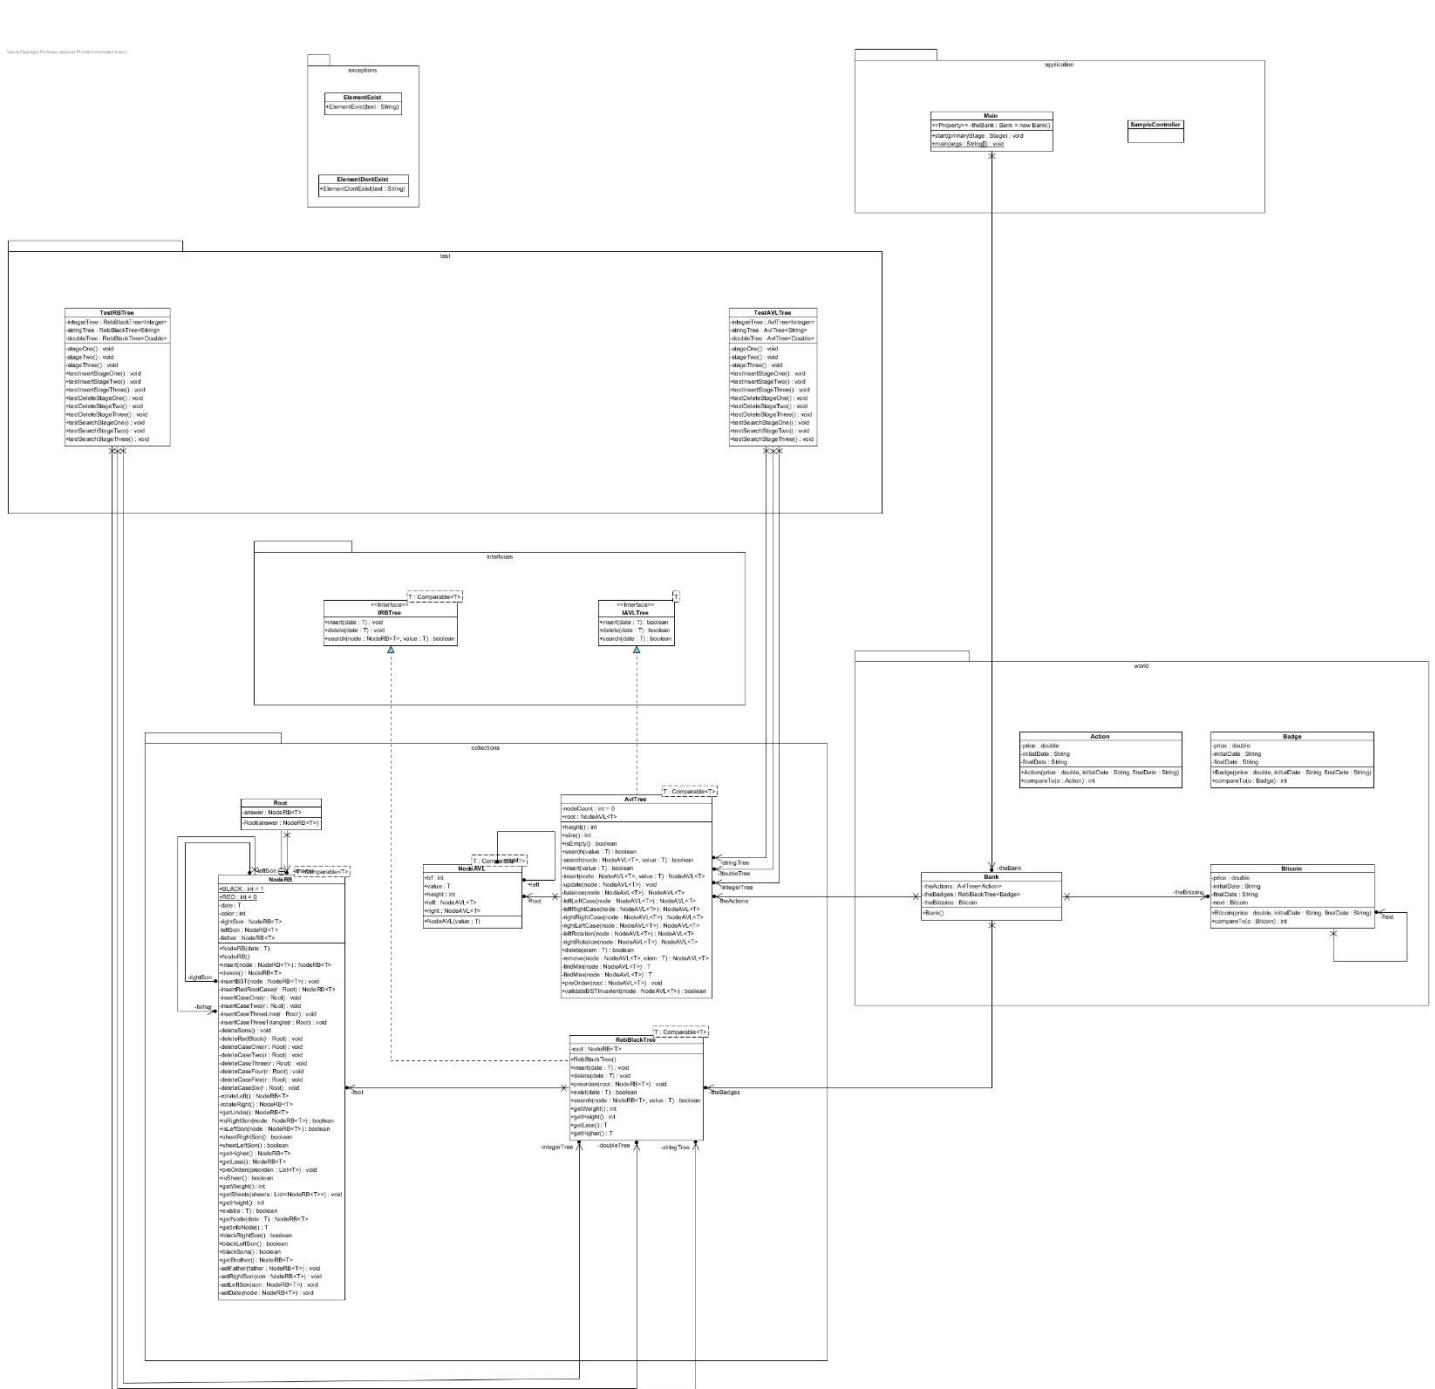 exceptions
ElementExist
+ElementExist(text : String)
ElementDontExist
+ElementDontExist(text : String)
application
Main
<<Property>> -theBank : Bank = new Bank()
+start(primaryStage : Stage) : void
+main(args : String[]) : void
SampleController
test
TestRBTree
-integerTree : RebBlackTree<Integer>
-stringTree : RebBlackTree<String>
-doubleTree : RebBlackTree<Double>
-stageOne() : void
-stageTwo() : void
-stageThree() : void
+testInsertStageOne() : void
+testInsertStageTwo() : void
+testInsertStageThree() : void
+testDeleteStageOne() : void
+testDeleteStageTwo() : void
+testDeleteStageThree() : void
+testSearchStageOne() : void
+testSearchStageTwo() : void
+testSearchStageThree() : void
TestAVLTree
-integerTree : AvlTree<Integer>
-stringTree : AvlTree<String>
-doubleTree : AvlTree<Double>
-stageOne() : void
-stageTwo() : void
-stageThree() : void
+testInsertStageOne() : void
+testInsertStageTwo() : void
+testInsertStageThree() : void
+testDeleteStageOne() : void
+testDeleteStageTwo() : void
+testDeleteStageThree() : void
+testSearchStageOne() : void
+testSearchStageTwo() : void
+testSearchStageThree() : void
interfaces
T : Comparable<T>
<<Interface>>
IRBTree
+insert(date : T) : void
+delete(date : T) : void
+search(node : NodeRB<T>, value : T) : boolean
T
<<Interface>>
IAVLTree
+insert(date : T) : boolean
+delete(date : T) : boolean
+search(date : T) : boolean
world
Action
-price : double
-initialDate : String
-finalDate : String
+Action(price : double, initialDate : String, finalDate : String)
+compareTo(o : Action) : int
Badge
-price : double
-initialDate : String
-finalDate : String
+Badge(price : double, initialDate : String, finalDate : String)
+compareTo(o : Badge) : int
-theBank
Bank
-theActions : AvlTree<Action>
-theBadges : RebBlackTree<Badge>
-theBitcoins : Bitcoin
+Bank()
-theBitcoins
Bitcoin
-price : double
-initialDate : String
-finalDate : String
-next : Bitcoin
+Bitcoin(price : double, initialDate : String, finalDate : String)
+compareTo(o : Bitcoin) : int
-next
collections
Root
-answer : NodeRB<T>
-Root(answer : NodeRB<T>)
-leftSon
-answer
T : Comparable<T>
NodeRB
+BLACK : int = 1
+RED : int = 0
-date : T
-color : int
-rightSon : NodeRB<T>
-leftSon : NodeRB<T>
-father : NodeRB<T>
+NodeRB(date : T)
+NodeRB()
+insert(node : NodeRB<T>) : NodeRB<T>
+delete() : NodeRB<T>
-insertBST(node : NodeRB<T>) : void
-insertRedRootCase(r : Root) : NodeRB<T>
-insertCaseOne(r : Root) : void
-insertCaseTwo(r : Root) : void
-insertCaseThreeLine(r : Root) : void
-insertCaseThreeTriangle(r : Root) : void
-deleteSons() : void
-deleteRedBlack(r : Root) : void
-deleteCaseOne(r : Root) : void
-deleteCaseTwo(r : Root) : void
-deleteCaseThree(r : Root) : void
-deleteCaseFour(r : Root) : void
-deleteCaseFive(r : Root) : void
-deleteCaseSix(r : Root) : void
-rotateLeft() : NodeRB<T>
-rotateRight() : NodeRB<T>
+getUncle() : NodeRB<T>
+isRightSon(node : NodeRB<T>) : boolean
+isLeftSon(node : NodeRB<T>) : boolean
+sheetRightSon() : boolean
+sheetLeftSon() : boolean
+getHigher() : NodeRB<T>
+getLess() : NodeRB<T>
+preOrden(preorden : List<T>) : void
+isSheet() : boolean
+getWeight() : int
+getSheets(sheets : List<NodeRB<T>>) : void
+getHeight() : int
+exist(e : T) : boolean
+getNode(date : T) : NodeRB<T>
+getInfoNode() : T
+blackRightSon() : boolean
+blackLeftSon() : boolean
+blackSons() : boolean
+getBrother() : NodeRB<T>
-setFather(father : NodeRB<T>) : void
-setRightSon(son : NodeRB<T>) : void
-setLeftSon(son : NodeRB<T>) : void
-setDate(node : NodeRB<T>) : void
-rightSon
-father
T : Comparable<T>
NodeAVL
+bf : int
+value : T
+height : int
+left : NodeAVL<T>
+right : NodeAVL<T>
+NodeAVL(value : T)
+left
+root
T : Comparable<T>
AvlTree
-nodeCount : int = 0
+root : NodeAVL<T>
+height() : int
+size() : int
+isEmpty() : boolean
+search(value : T) : boolean
-search(node : NodeAVL<T>, value : T) : boolean
+insert(value : T) : boolean
-insert(node : NodeAVL<T>, value : T) : NodeAVL<T>
-update(node : NodeAVL<T>) : void
-balance(node : NodeAVL<T>) : NodeAVL<T>
-leftLeftCase(node : NodeAVL<T>) : NodeAVL<T>
-leftRightCase(node : NodeAVL<T>) : NodeAVL<T>
-rightRightCase(node : NodeAVL<T>) : NodeAVL<T>
-rightLeftCase(node : NodeAVL<T>) : NodeAVL<T>
-leftRotation(node : NodeAVL<T>) : NodeAVL<T>
-rightRotation(node : NodeAVL<T>) : NodeAVL<T>
+delete(elem : T) : boolean
-remove(node : NodeAVL<T>, elem : T) : NodeAVL<T>
-findMin(node : NodeAVL<T>) : T
-findMax(node : NodeAVL<T>) : T
+preOrden(root : NodeAVL<T>) : void
+validateBSTInvarient(node : NodeAVL<T>) : boolean
-stringTree
-doubleTree
-integerTree
-theActions
T : Comparable<T>
RebBlackTree
-root : NodeRB<T>
+RebBlackTree()
+insert(date : T) : void
+delete(date : T) : void
+preorden(root : NodeRB<T>) : void
+exist(date : T) : boolean
+search(node : NodeRB<T>, value : T) : boolean
+getWeight() : int
+getHeight() : int
+getLess() : T
+getHigher() : T
-root
-theBadges
-integerTree
-doubleTree
-stringTree